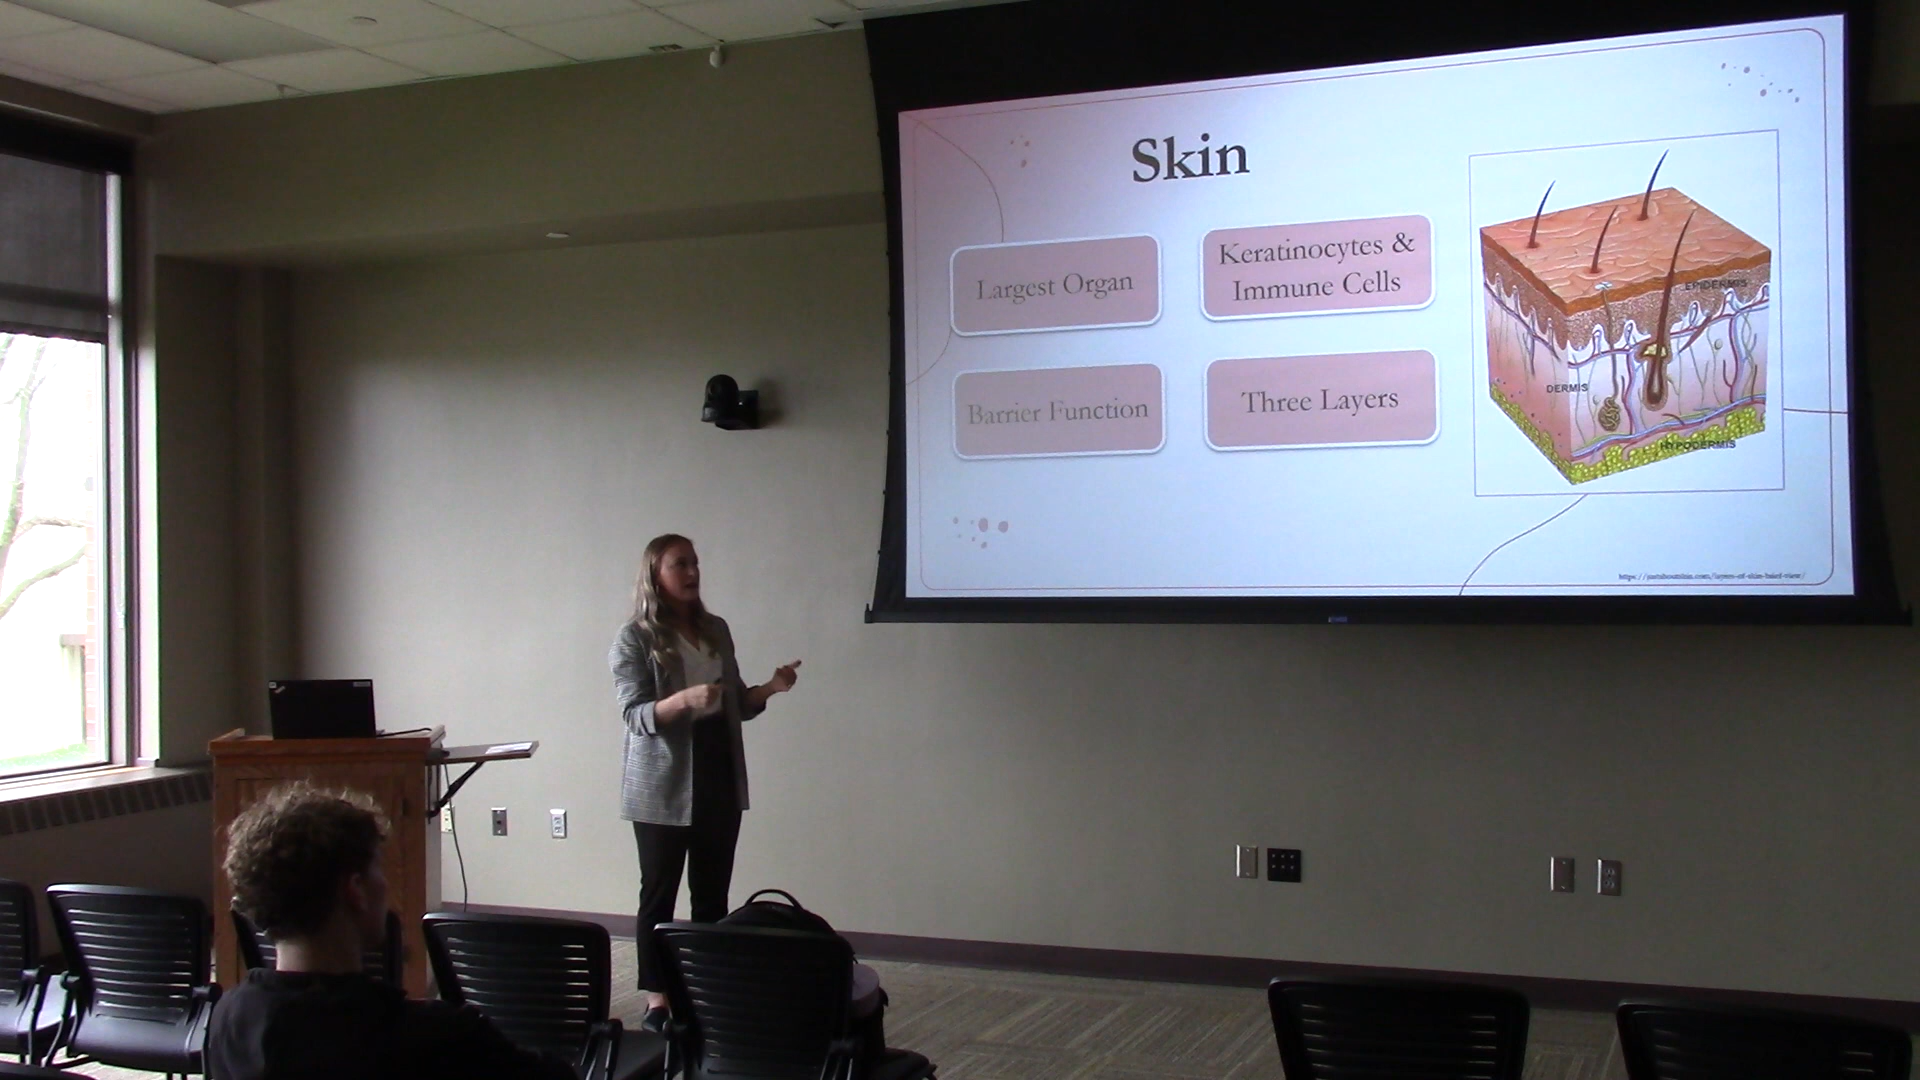 Skin
Largest Organ
Keratinocytes &
Immune Cells
Barrier Function
Three Layers
EPIDERMIS
DERMIS
HYPODERMIS